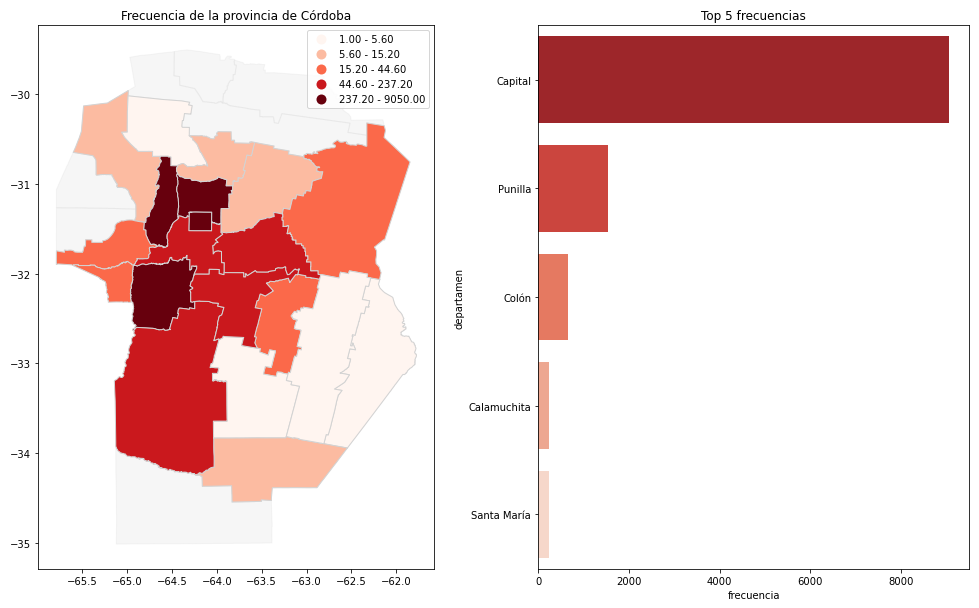 Frecuencia de la provincia de Córdoba
1.00 - 5.60
5.60 - 15.20
15.20 - 44.60
44.60 - 237.20
237.20 - 9050.00
−30
−31
−32
−33
−34
−35
−65.5
−65.0
−64.5
−64.0
−63.5
−63.0
−62.5
−62.0
Top 5 frecuencias
departamen
Capital
Punilla
Colón
Calamuchita
Santa María
0
2000
4000
6000
8000
frecuencia